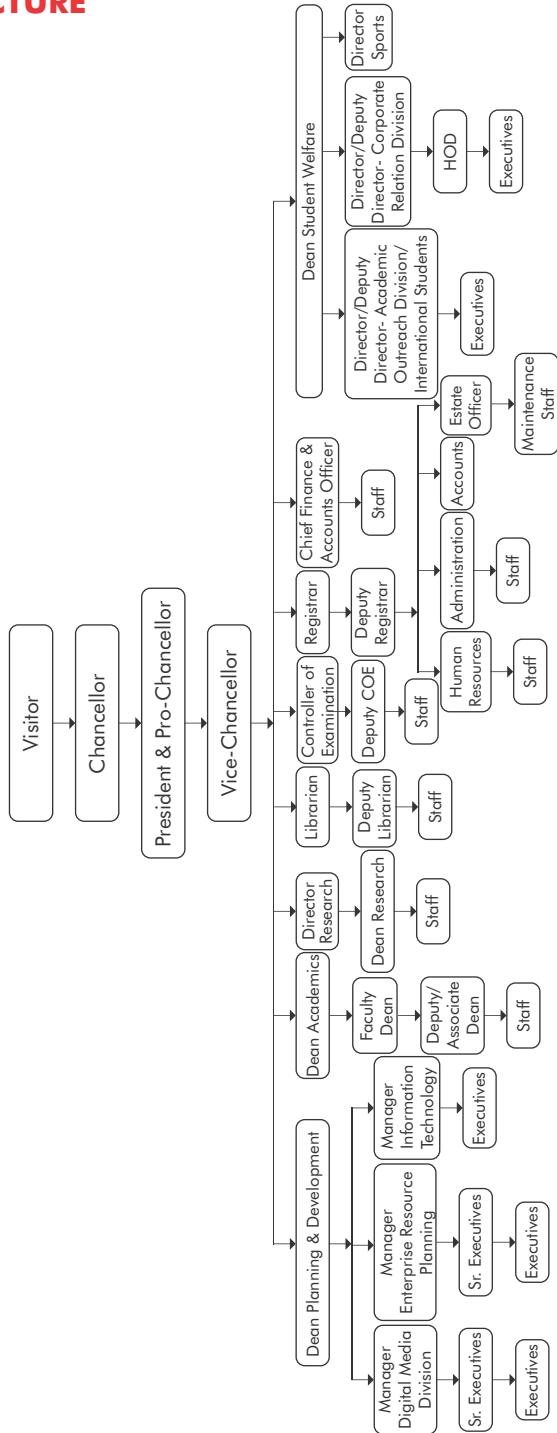 CTURE
Visitor
Chancellor
President & Pro-Chancellor
Vice-Chancellor
Dean Planning & Development
Dean Academics
Director
Research
Librarian
Controller of
Examination
Registrar
Chief Finance &
Accounts Officer
Dean Student Welfare
Manager
Digital Media
Division
Manager
Enterprise Resource
Planning
Manager
Information
Technology
Faculty
Dean
Dean Research
Deputy
Librarian
Deputy COE
Deputy
Registrar
Staff
Director/Deputy
Director- Academic
Outreach Division/
International Students
Director/Deputy
Director- Corporate
Relation Division
Director
Sports
Sr. Executives
Sr. Executives
Executives
Deputy/
Associate
Dean
Staff
Staff
Staff
Human
Resources
Administration
Accounts
Estate
Officer
Executives
HOD
Executives
Executives
Staff
Staff
Staff
Maintenance
Staff
Executives